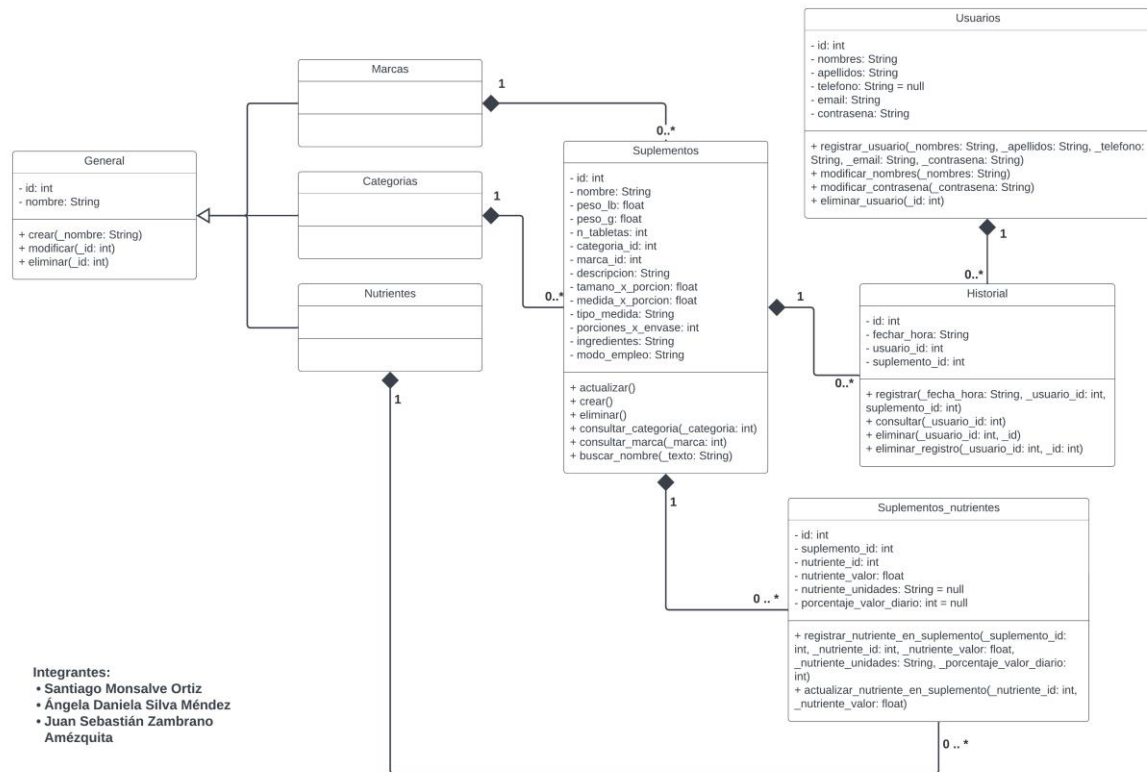 Usuarios
- id: int
- nombres: String
- apellidos: String
- telefono: String = null
- email: String
- contrasena: String
+ registrar_usuario(_nombres: String, _apellidos: String, _telefono:
String, _email: String, _contrasena: String)
+ modificar_nombres(_nombres: String)
+ modificar_contrasena(_contrasena: String)
+ eliminar_usuario(_id: int)
1
0..*
Marcas
1
0..*
General
- id: int
- nombre: String
+ crear(_nombre: String)
+ modificar(_id: int)
+ eliminar(_id: int)
Categorias
1
0..*
Nutrientes
1
Suplementos
- id: int
- nombre: String
- peso_lb: float
- peso_g: float
- n_tabletas: int
- categoria_id: int
- marca_id: int
- descripcion: String
- tamano_x_porcion: float
- medida_x_porcion: float
- tipo_medida: String
- porciones_x_envase: int
- ingredientes: String
- modo_empleo: String
+ actualizar()
+ crear()
+ eliminar()
+ consultar_categoria(_categoria: int)
+ consultar_marca(_marca: int)
+ buscar_nombre(_texto: String)
1
0..*
Historial
- id: int
- fechar_hora: String
- usuario_id: int
- suplemento_id: int
+ registrar(_fecha_hora: String, _usuario_id: int,
suplemento_id: int)
+ consultar(_usuario_id: int)
+ eliminar(_usuario_id: int, _id)
+ eliminar_registro(_usuario_id: int, _id: int)
1
0 .. *
Suplementos_nutrientes
- id: int
- suplemento_id: int
- nutriente_id: int
- nutriente_valor: float
- nutriente_unidades: String = null
- porcentaje_valor_diario: int = null
+ registrar_nutriente_en_suplemento(_suplemento_id:
int, _nutriente_id: int, _nutriente_valor: float,
_nutriente_unidades: String, _porcentaje_valor_diario:
int)
+ actualizar_nutriente_en_suplemento(_nutriente_id: int,
_nutriente_valor: float)
0 .. *
Integrantes:
• Santiago Monsalve Ortiz
• Ángela Daniela Silva Méndez
• Juan Sebastián Zambrano
Amézquita